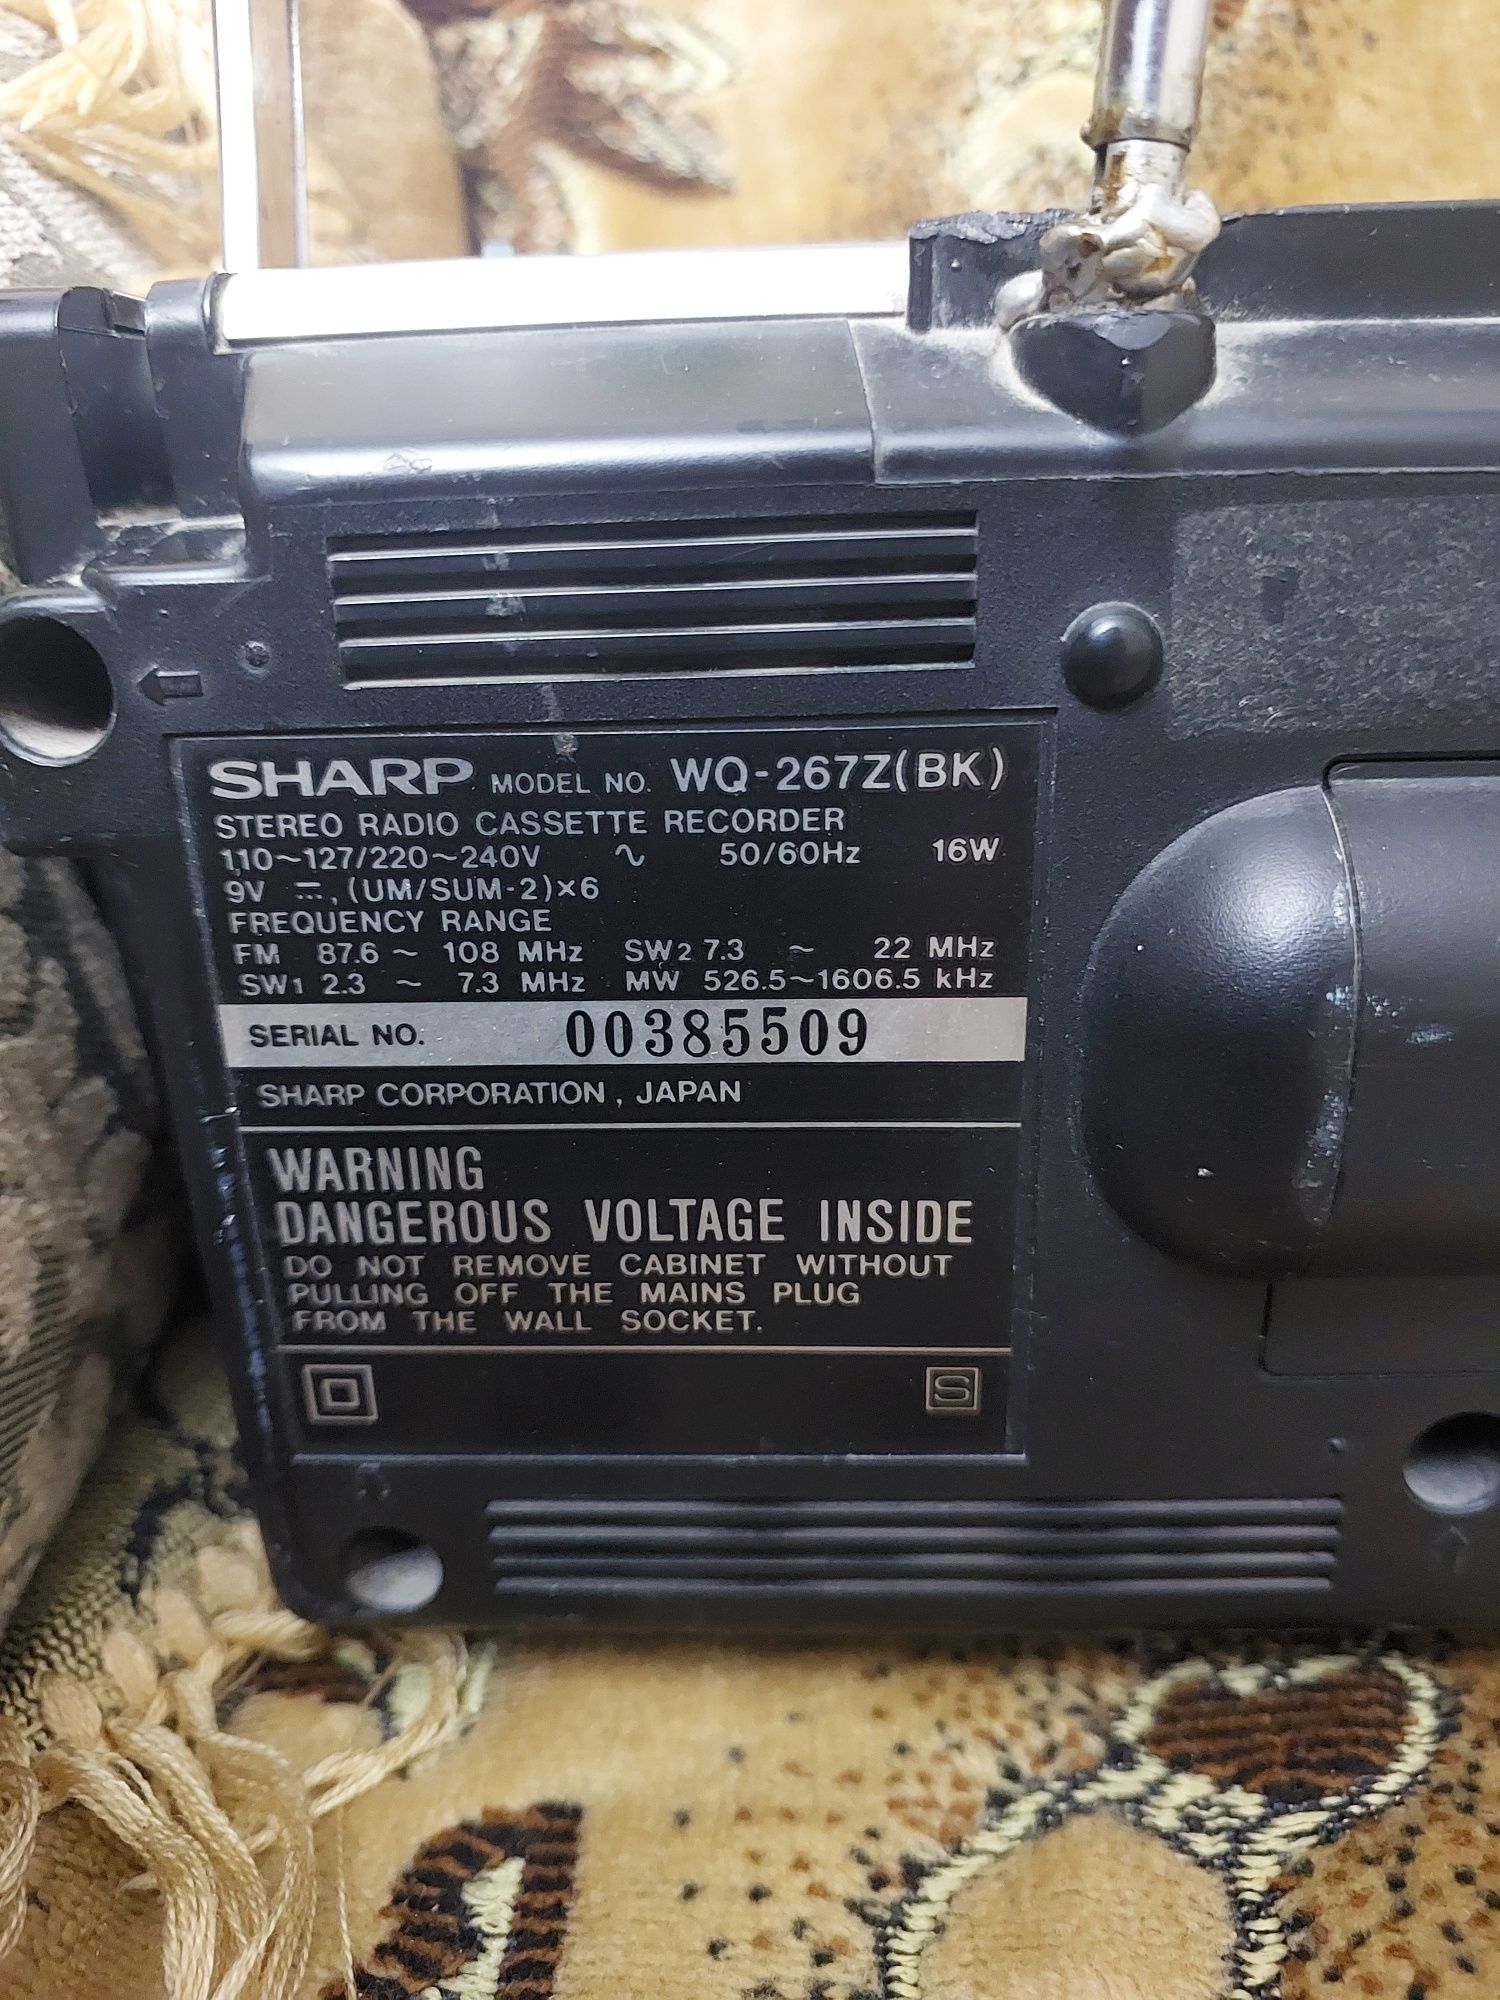 SHARP MODEL NO. WQ-267Z(BK)
STEREO RADIO CASSETTE RECORDER
110~127/220~240V ∿ 50/60Hz 16W
9V ⎓, (UM/SUM-2)×6
FREQUENCY RANGE
FM 87.6 ~ 108 MHz SW2 7.3 ~ 22 MHz
SW1 2.3 ~ 7.3 MHz MW 526.5~1606.5 kHz
SERIAL NO. 00385509
SHARP CORPORATION, JAPAN
WARNING
DANGEROUS VOLTAGE INSIDE
DO NOT REMOVE CABINET WITHOUT
PULLING OFF THE MAINS PLUG
FROM THE WALL SOCKET.
S